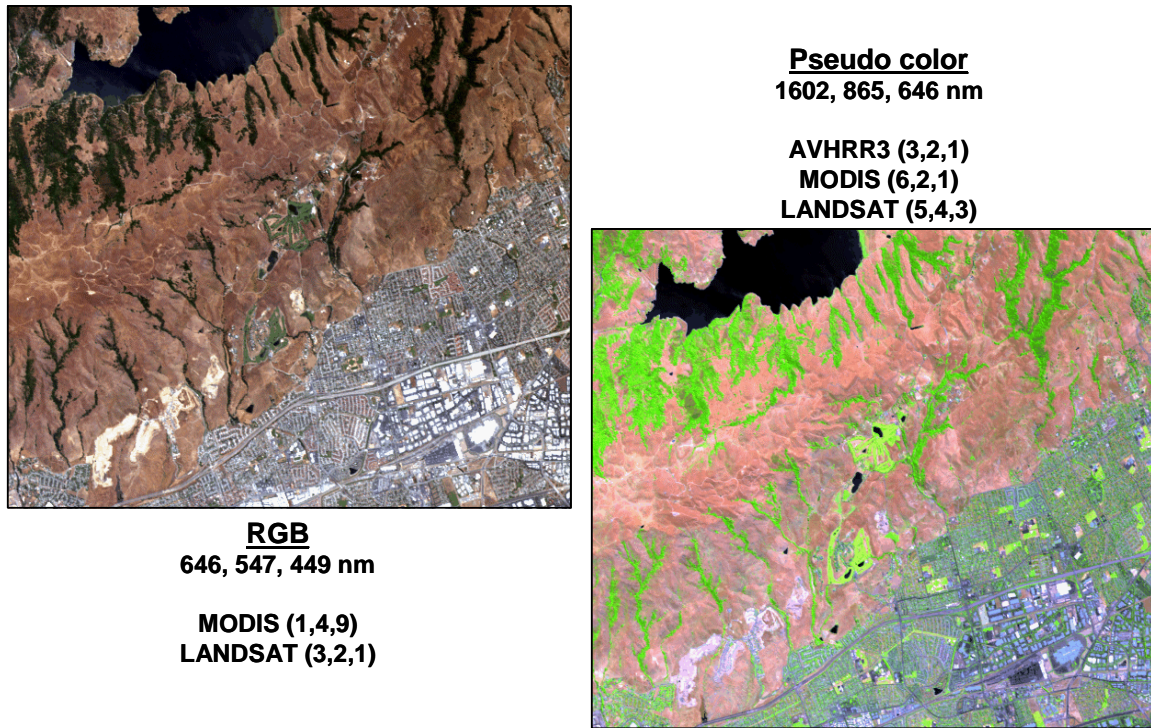 Pseudo color
1602, 865, 646 nm
AVHRR3 (3,2,1)
MODIS (6,2,1)
LANDSAT (5,4,3)
RGB
646, 547, 449 nm
MODIS (1,4,9)
LANDSAT (3,2,1)